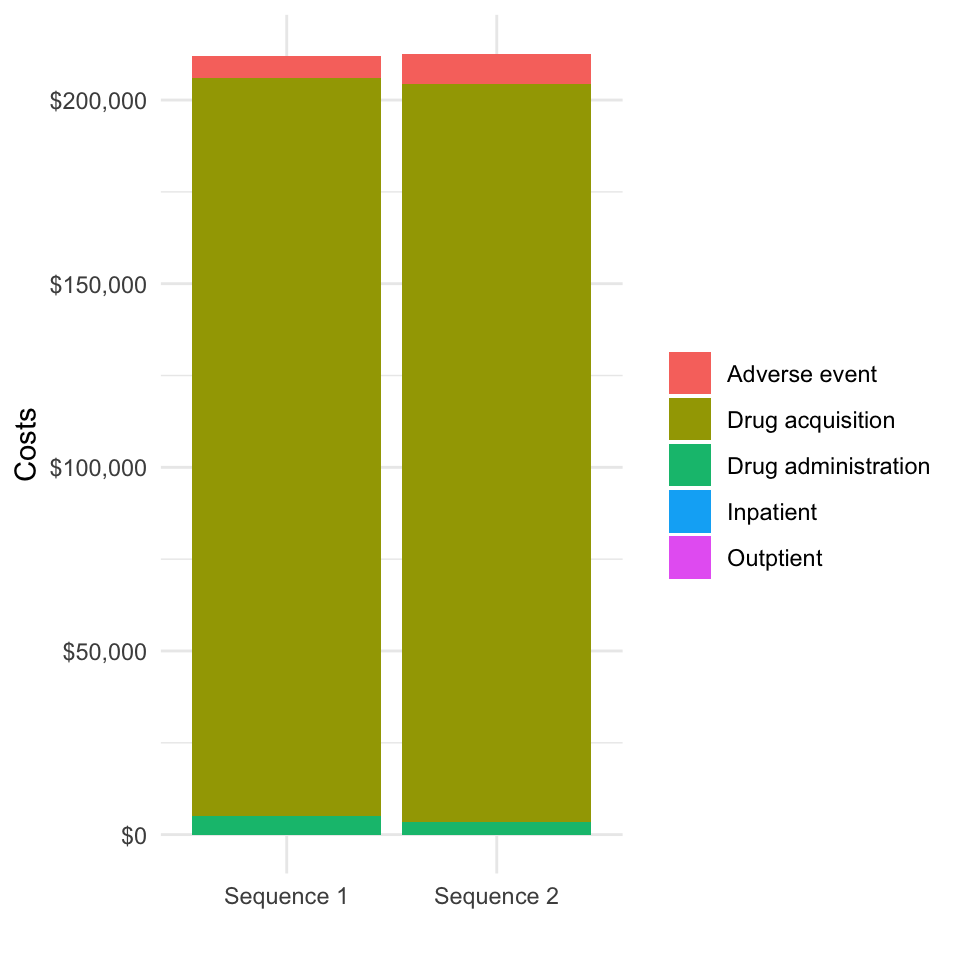 $200,000
$150,000
$100,000
$50,000
$0
Costs
Sequence 1
Sequence 2
Adverse event
Drug acquisition
Drug administration
Inpatient
Outptient